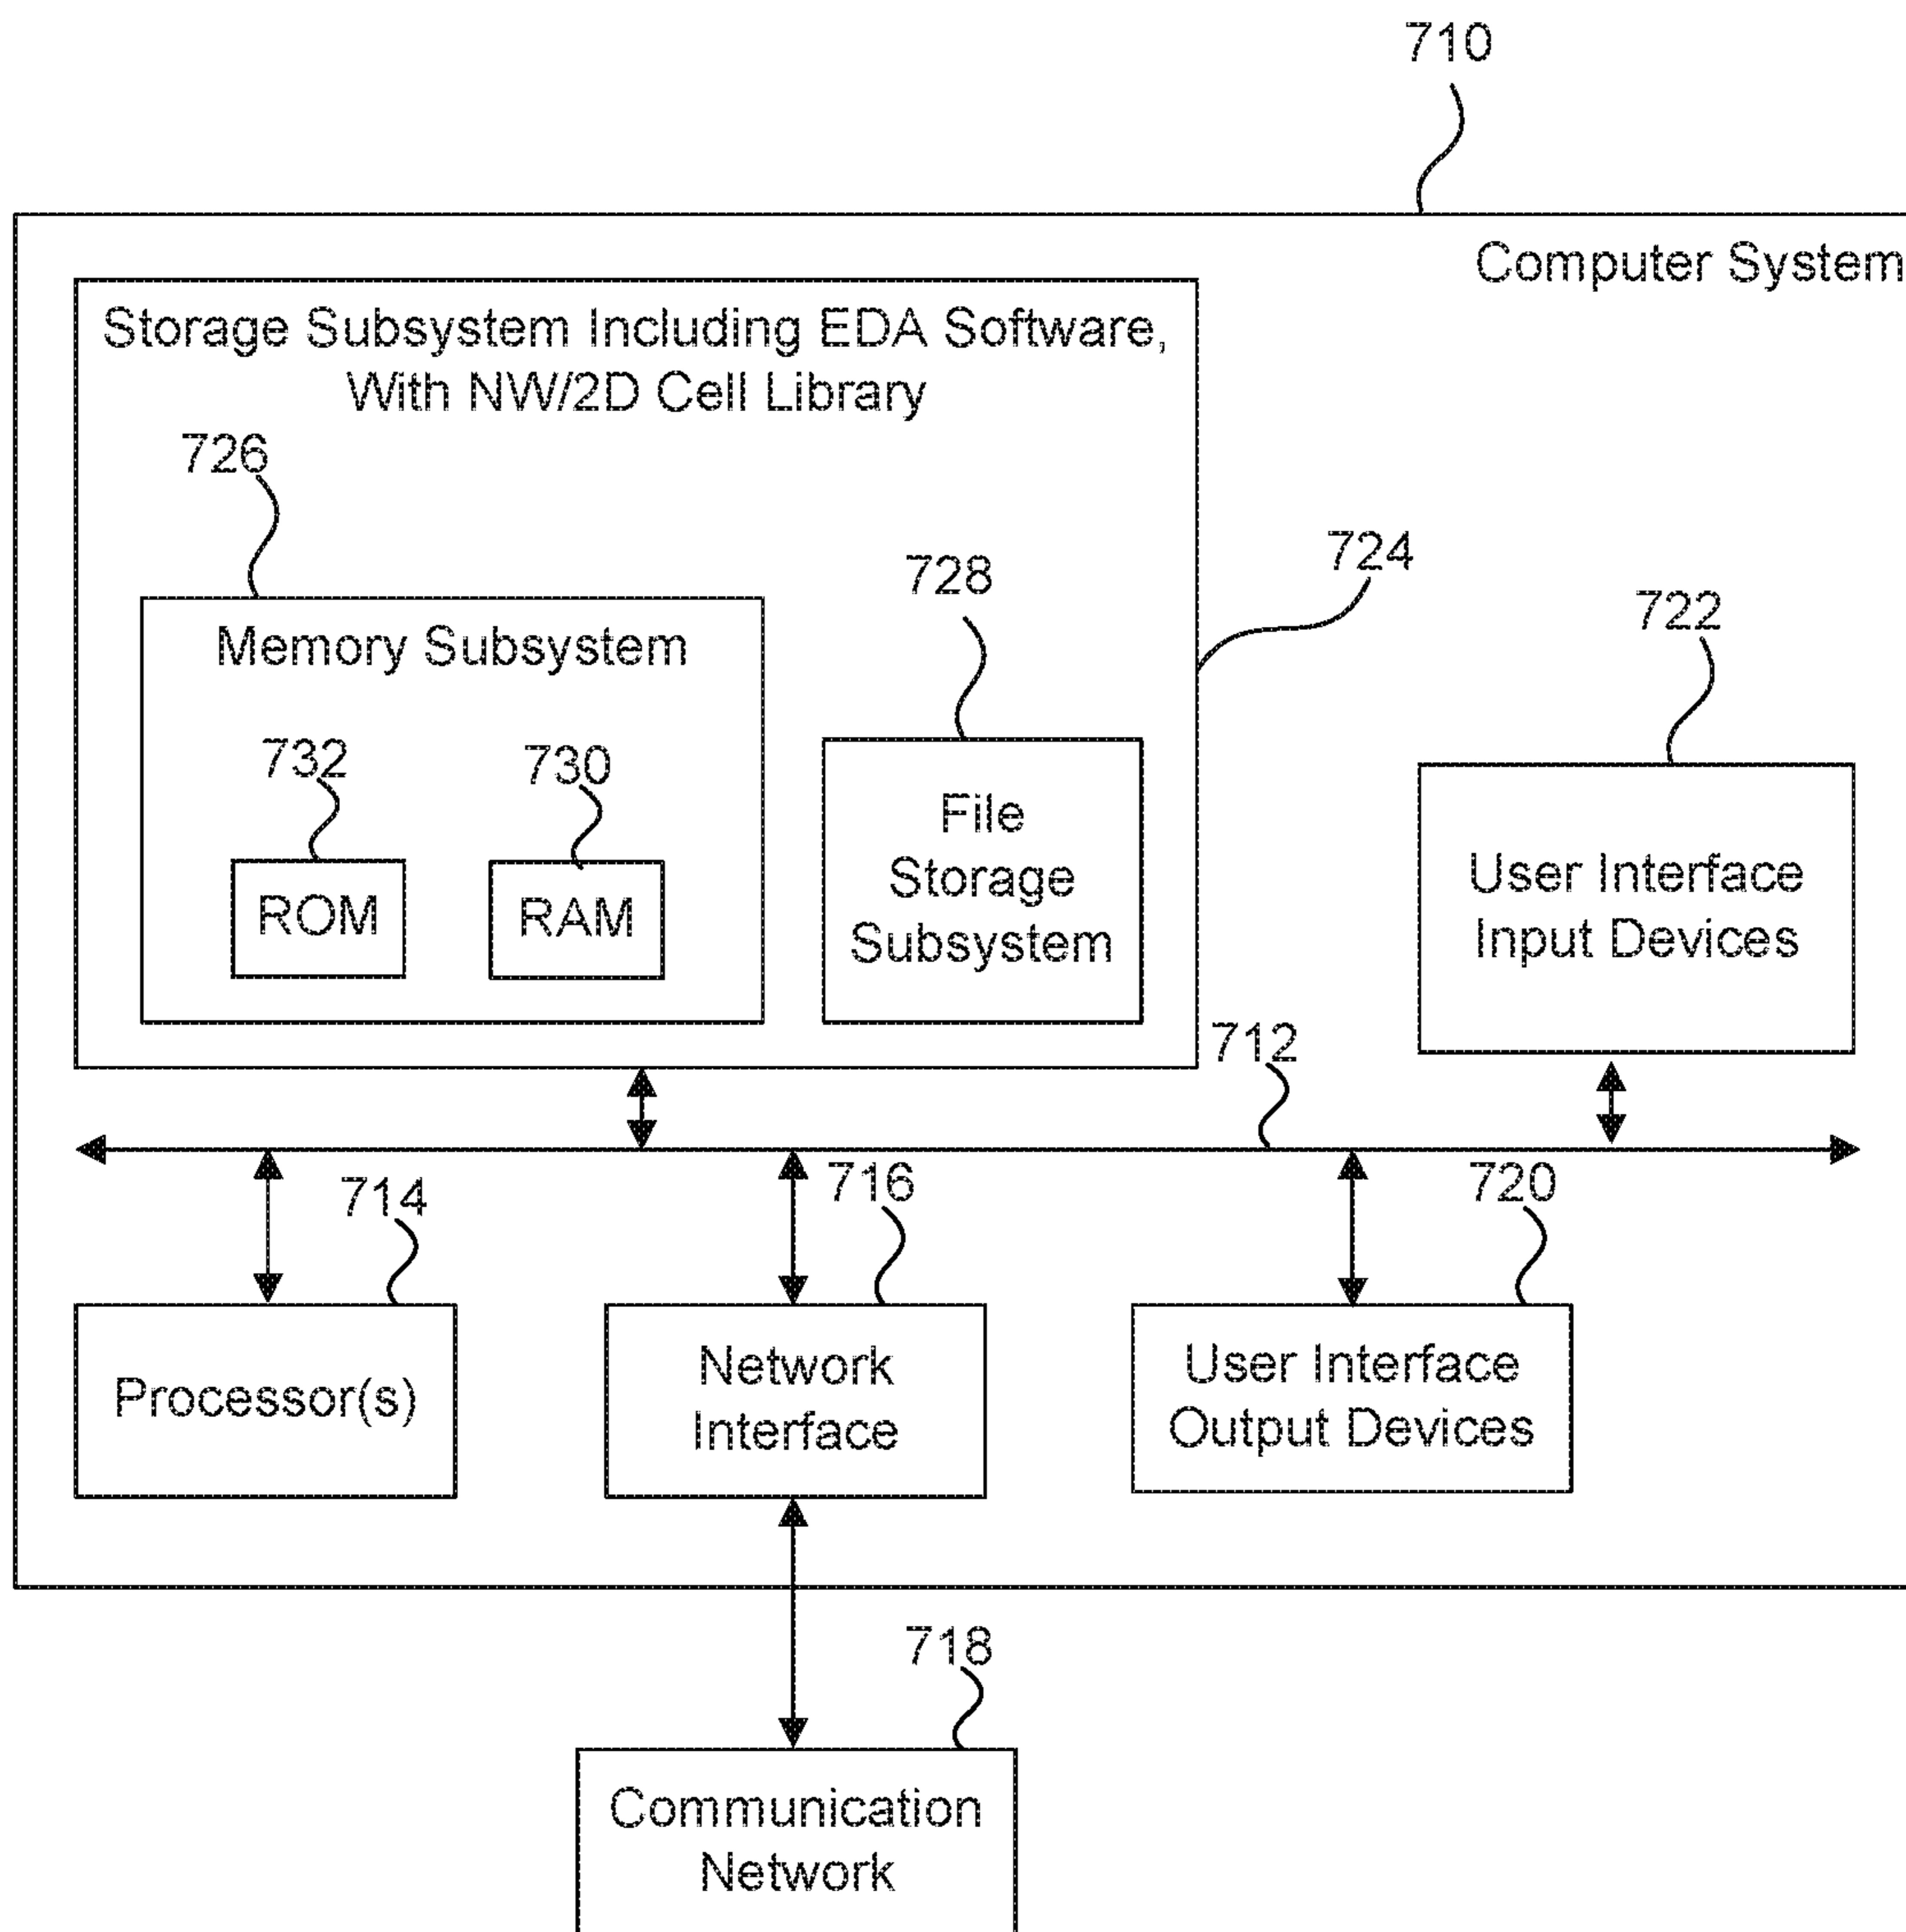 710
Computer System
Storage Subsystem Including EDA Software,
With NW/2D Cell Library
726
728
724
722
Memory Subsystem
732
730
ROM
RAM
File
Storage
Subsystem
User Interface
Input Devices
712
714
716
720
Processor(s)
Network
Interface
User Interface
Output Devices
718
Communication
Network